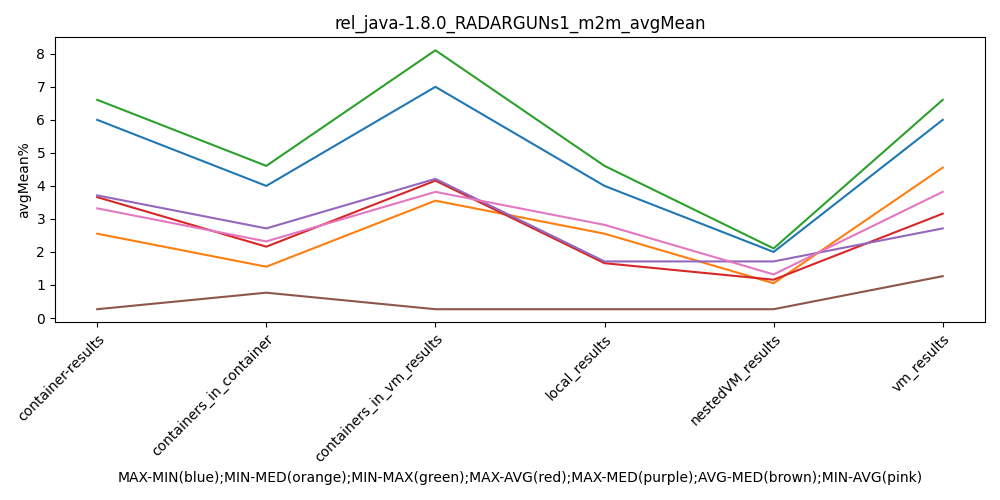 rel_java-1.8.0_RADARGUNs1_m2m_avgMean
avgMean%
8
7
6
5
4
3
2
1
0
container-results
containers_in_container
containers_in_vm_results
local_results
nestedVM_results
vm_results
MAX-MIN(blue);MIN-MED(orange);MIN-MAX(green);MAX-AVG(red);MAX-MED(purple);AVG-MED(brown);MIN-AVG(pink)